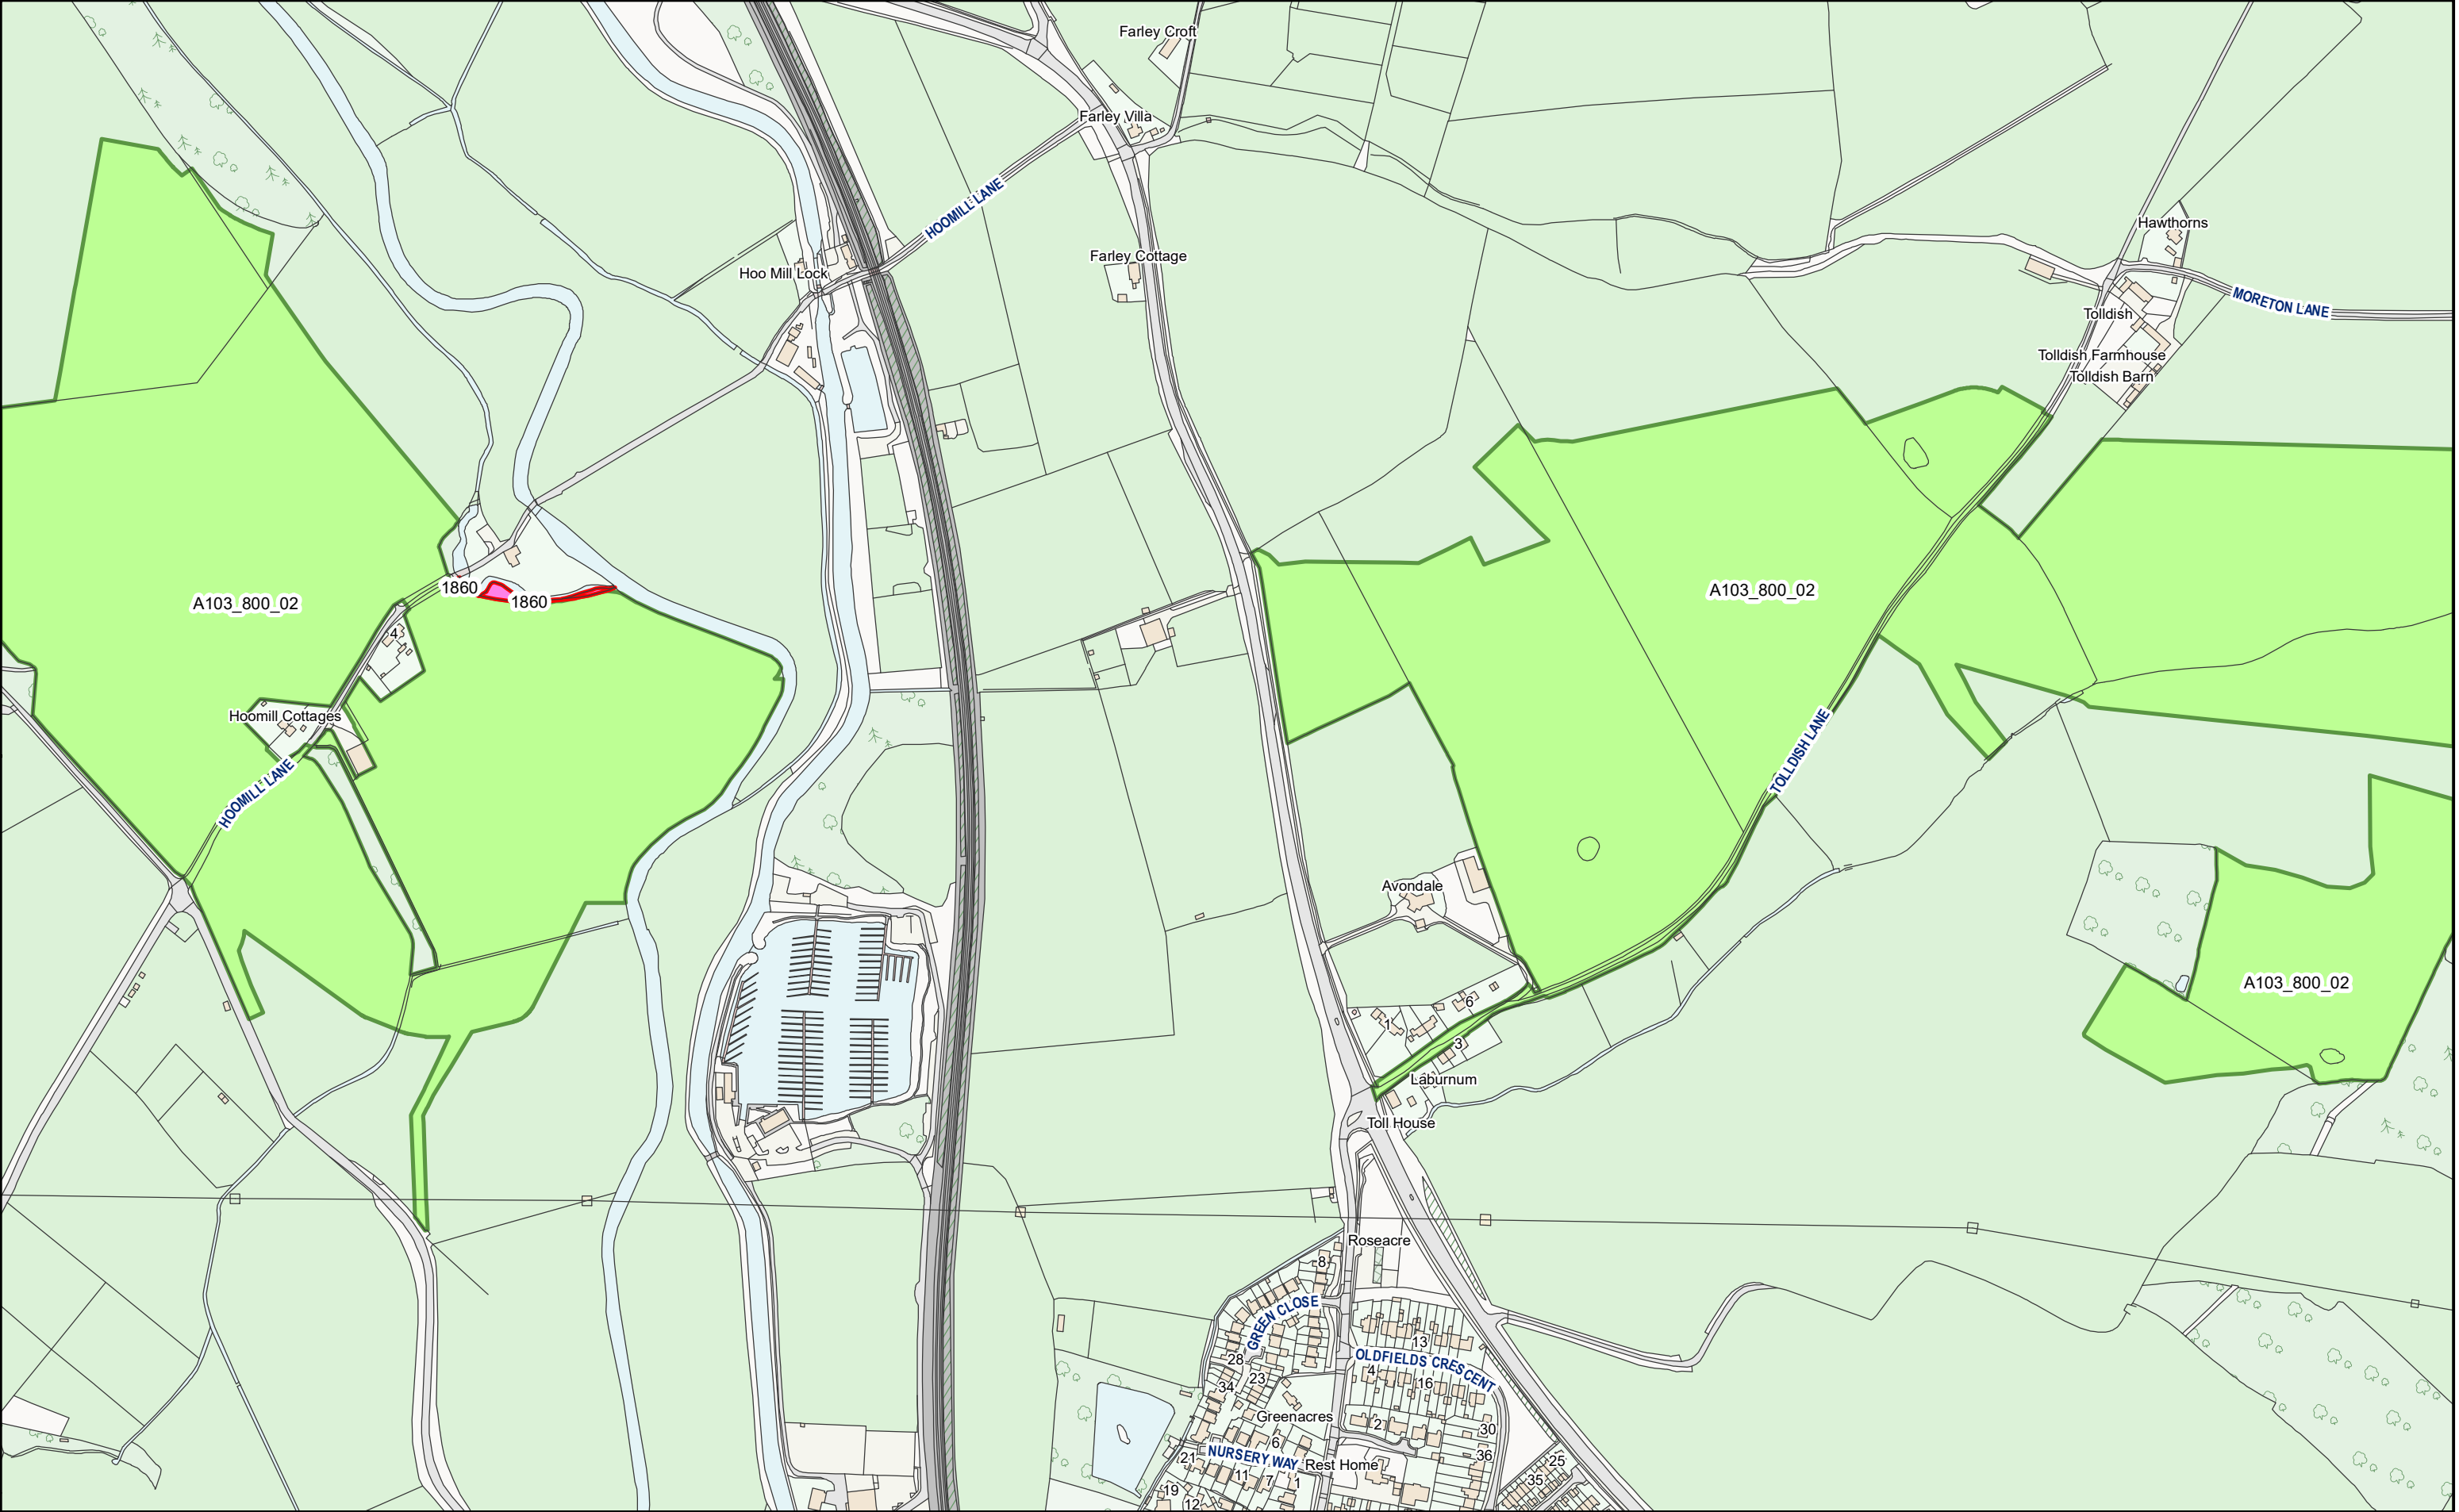 Farley Croft
Farley Villa
HOOMILL LANE
Hawthorns
Farley Cottage
Hoo Mill Lock
MORETON LANE
Tolldish
Tolldish Farmhouse
Tolldish Barn
1860
A103_800_02
1860
A103_800_02
4
Hoomill Cottages
TOLLDISH LANE
HOOMILL LANE
Avondale
A103_800_02
6
1
3
Laburnum
Toll House
Roseacre
8
GREEN CLOSE
13
OLDFIELDS CRESCENT
28
4
23
16
34
Greenacres
2
30
6
NURSERY WAY
36
21
Rest Home
25
11
7
1
35
19
12